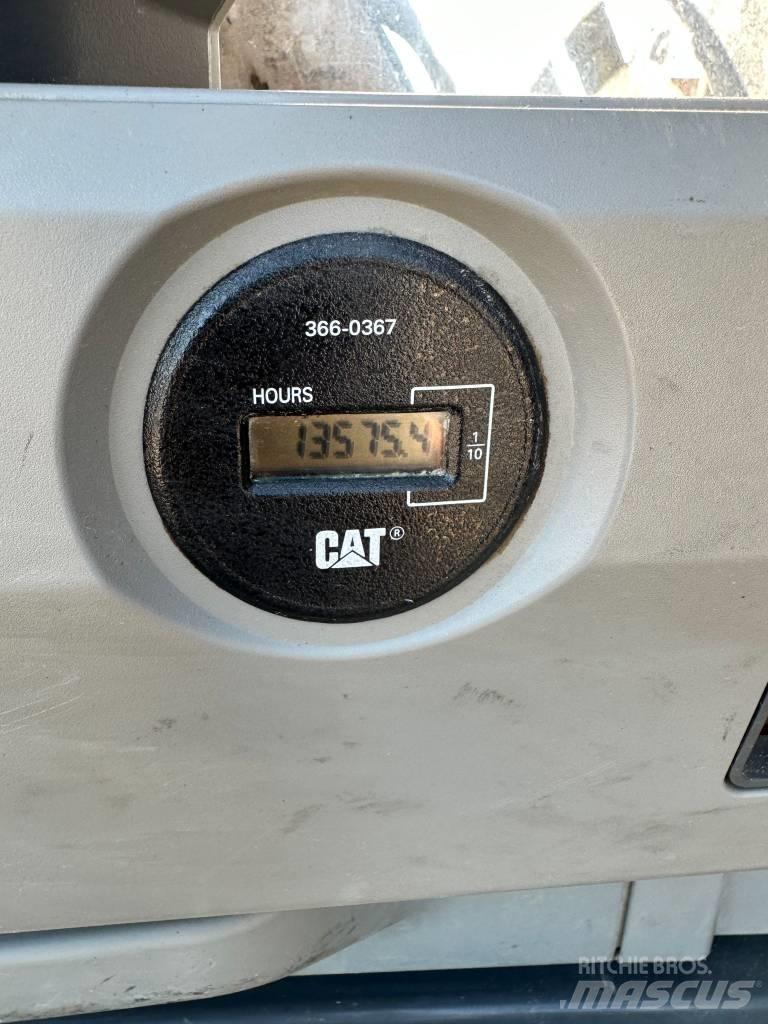 366-0367
HOURS
13575.4
1
10
CAT®
RITCHIE BROS.
MASCUS